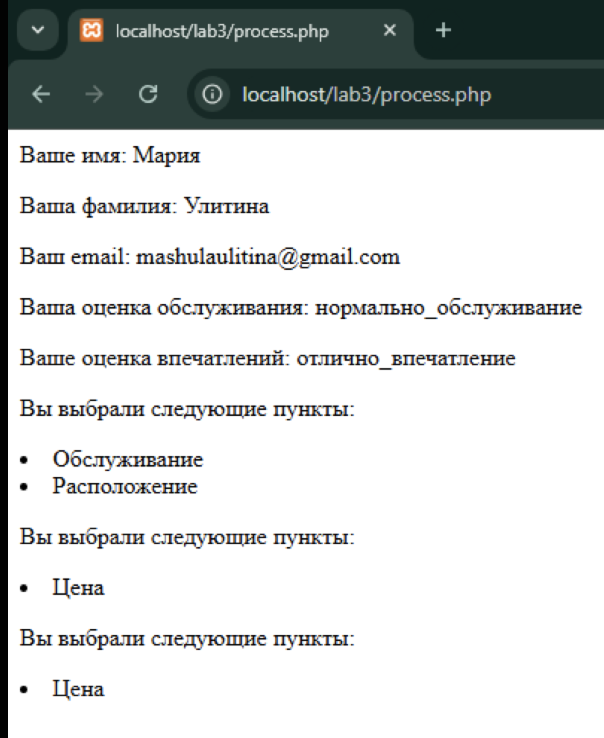 localhost/lab3/process.php
localhost/lab3/process.php
Ваше имя: Мария
Ваша фамилия: Улитина
Ваш email: mashulaulitina@gmail.com
Ваша оценка обслуживания: нормально_обслуживание
Ваше оценка впечатлений: отлично_впечатление
Вы выбрали следующие пункты:
• Обслуживание
• Расположение
Вы выбрали следующие пункты:
• Цена
Вы выбрали следующие пункты:
• Цена